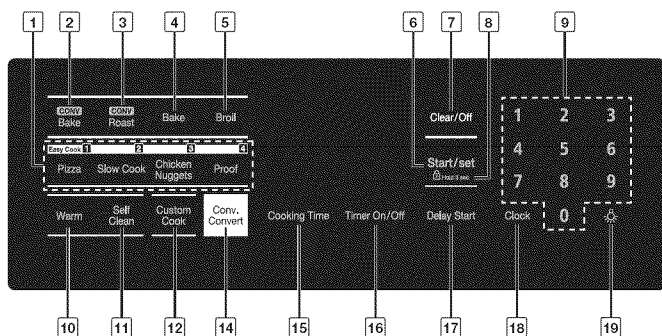 1 2 3 4 5 6 7 8 9
CONV Bake
CONV Roast
Bake
Broil
Easy Cook 1 2 3 4
Pizza
Slow Cook
Chicken Nuggets
Proof
Warm
Self Clean
Custom Cook
Conv. Convert
Cooking Time
Timer On/Off
Delay Start
Clock
Clear/Off
Start/set
Hold 3 sec
1 2 3
4 5 6
7 8 9
0
10 11 12 14 15 16 17 18 19